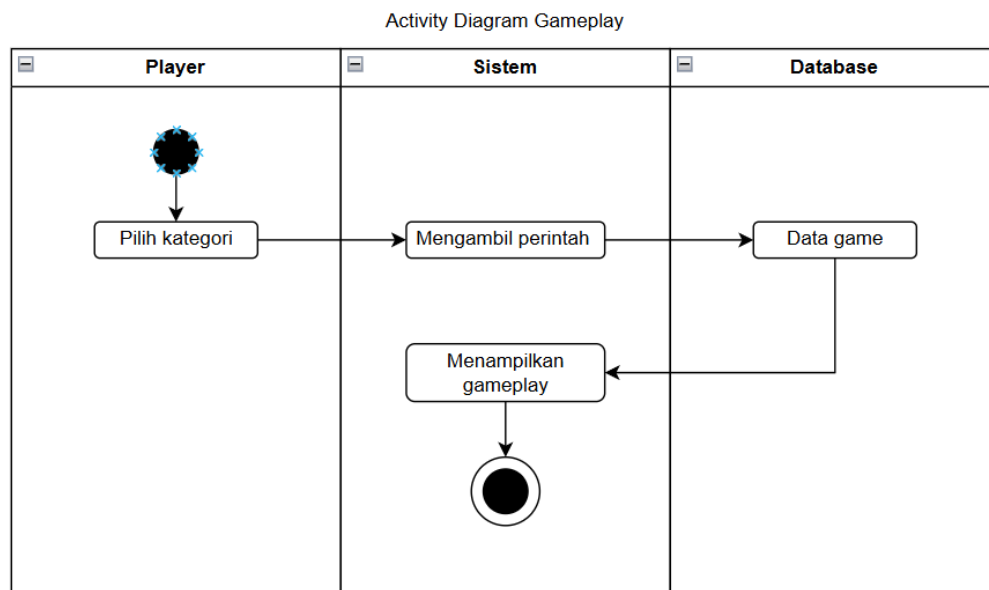 Activity Diagram Gameplay
Player
Sistem
Database
Pilih kategori
Mengambil perintah
Data game
Menampilkan
gameplay